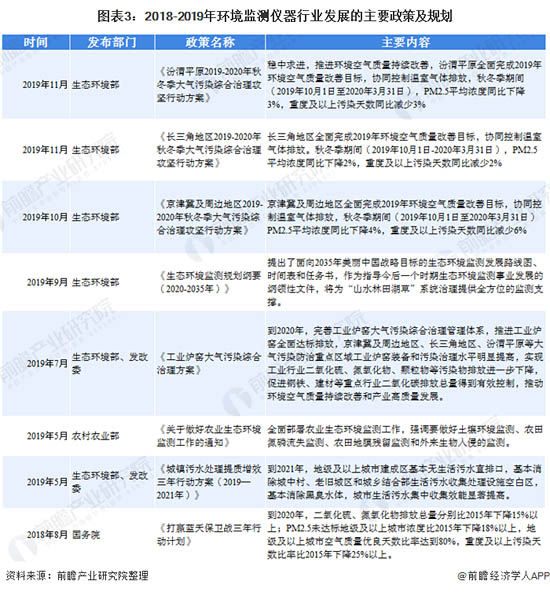 图表3：2018-2019年环境监测仪器行业发展的主要政策及规划
时间 发布部门 政策名称 主要内容
2019年11月 生态环境部 《汾渭平原2019-2020年秋
冬季大气污染综合治理攻
坚行动方案》
稳中求进，推进环境空气质量持续改善，汾渭平原全面完成2019年
环境空气质量改善目标，协同控制温室气体排放，秋冬季期间
（2019年10月1日至2020年3月31日），PM2.5平均浓度同比下降
3%，重度及以上污染天数同比减少3%
2019年11月 生态环境部 《长三角地区2019-2020年
秋冬季大气污染综合治理
攻坚行动方案》
长三角地区全面完成2019年环境空气质量改善目标，协同控制温室
气体排放。秋冬季期间（2019年10月1日-2020年3月31日），PM2.5
平均浓度同比下降2%，重度及以上污染天数同比减少2%
2019年10月 生态环境部 《京津冀及周边地区2019-
2020年秋冬季大气污染综
合治理攻坚行动方案》
京津冀及周边地区全面完成2019年环境空气质量改善目标，协同控
制温室气体排放，秋冬季期间（2019年10月1日至2020年3月31日）
PM2.5平均浓度同比下降4%，重度及以上污染天数同比减少6%
2019年9月 生态环境部 《生态环境监测规划纲要
（2020-2035年）》
提出了面向2035年美丽中国战略目标的生态环境监测发展路线图、
时间表和任务书，作为指导今后一个时期生态环境监测事业发展的
纲领性文件，将为“山水林田湖草”系统治理提供全方位的监测支
撑。
2019年7月 生态环境部、发改
委
《工业炉窑大气污染综合
治理方案》
到2020年，完善工业炉窑大气污染综合治理管理体系，推进工业炉
窑全面达标排放，京津冀及周边地区、长三角地区、汾渭平原等大
气污染防治重点区域工业炉窑装备和污染治理水平明显提高，实现
工业行业二氧化硫、氮氧化物、颗粒物等污染物排放进一步下降，
促进钢铁、建材等重点行业二氧化碳排放总量得到有效控制，推动
环境空气质量持续改善和产业高质量发展。
2019年5月 农村农业部 《关于做好农业生态环境
监测工作的通知》
全面部署农业生态环境监测工作，强调要做好土壤环境监测、农田
氮磷流失监测、农田地膜残留监测和外来生物入侵的监测。
2019年5月 生态环境部、发改
委
《城镇污水处理提质增效
三年行动方案（2019—
2021年）》
到2021年，地级及以上城市建成区基本无生活污水直排口，基本消
除城中村、老旧城区和城乡结合部生活污水收集处理设施空白区，
基本消除黑臭水体，城市生活污水集中收集效能显著提高。
2018年8月 国务院 《打赢蓝天保卫战三年行
动计划》
到2020年，二氧化硫、氮氧化物排放总量分别比2015年下降15%以
上；PM2.5未达标地级及以上城市浓度比2015年下降18%以上，地
级及以上城市空气质量优良天数比率达到80%，重度及以上污染天
数比率比2015年下降25%以上。
资料来源：前瞻产业研究院整理 @前瞻经济学人APP
前瞻产业研究院